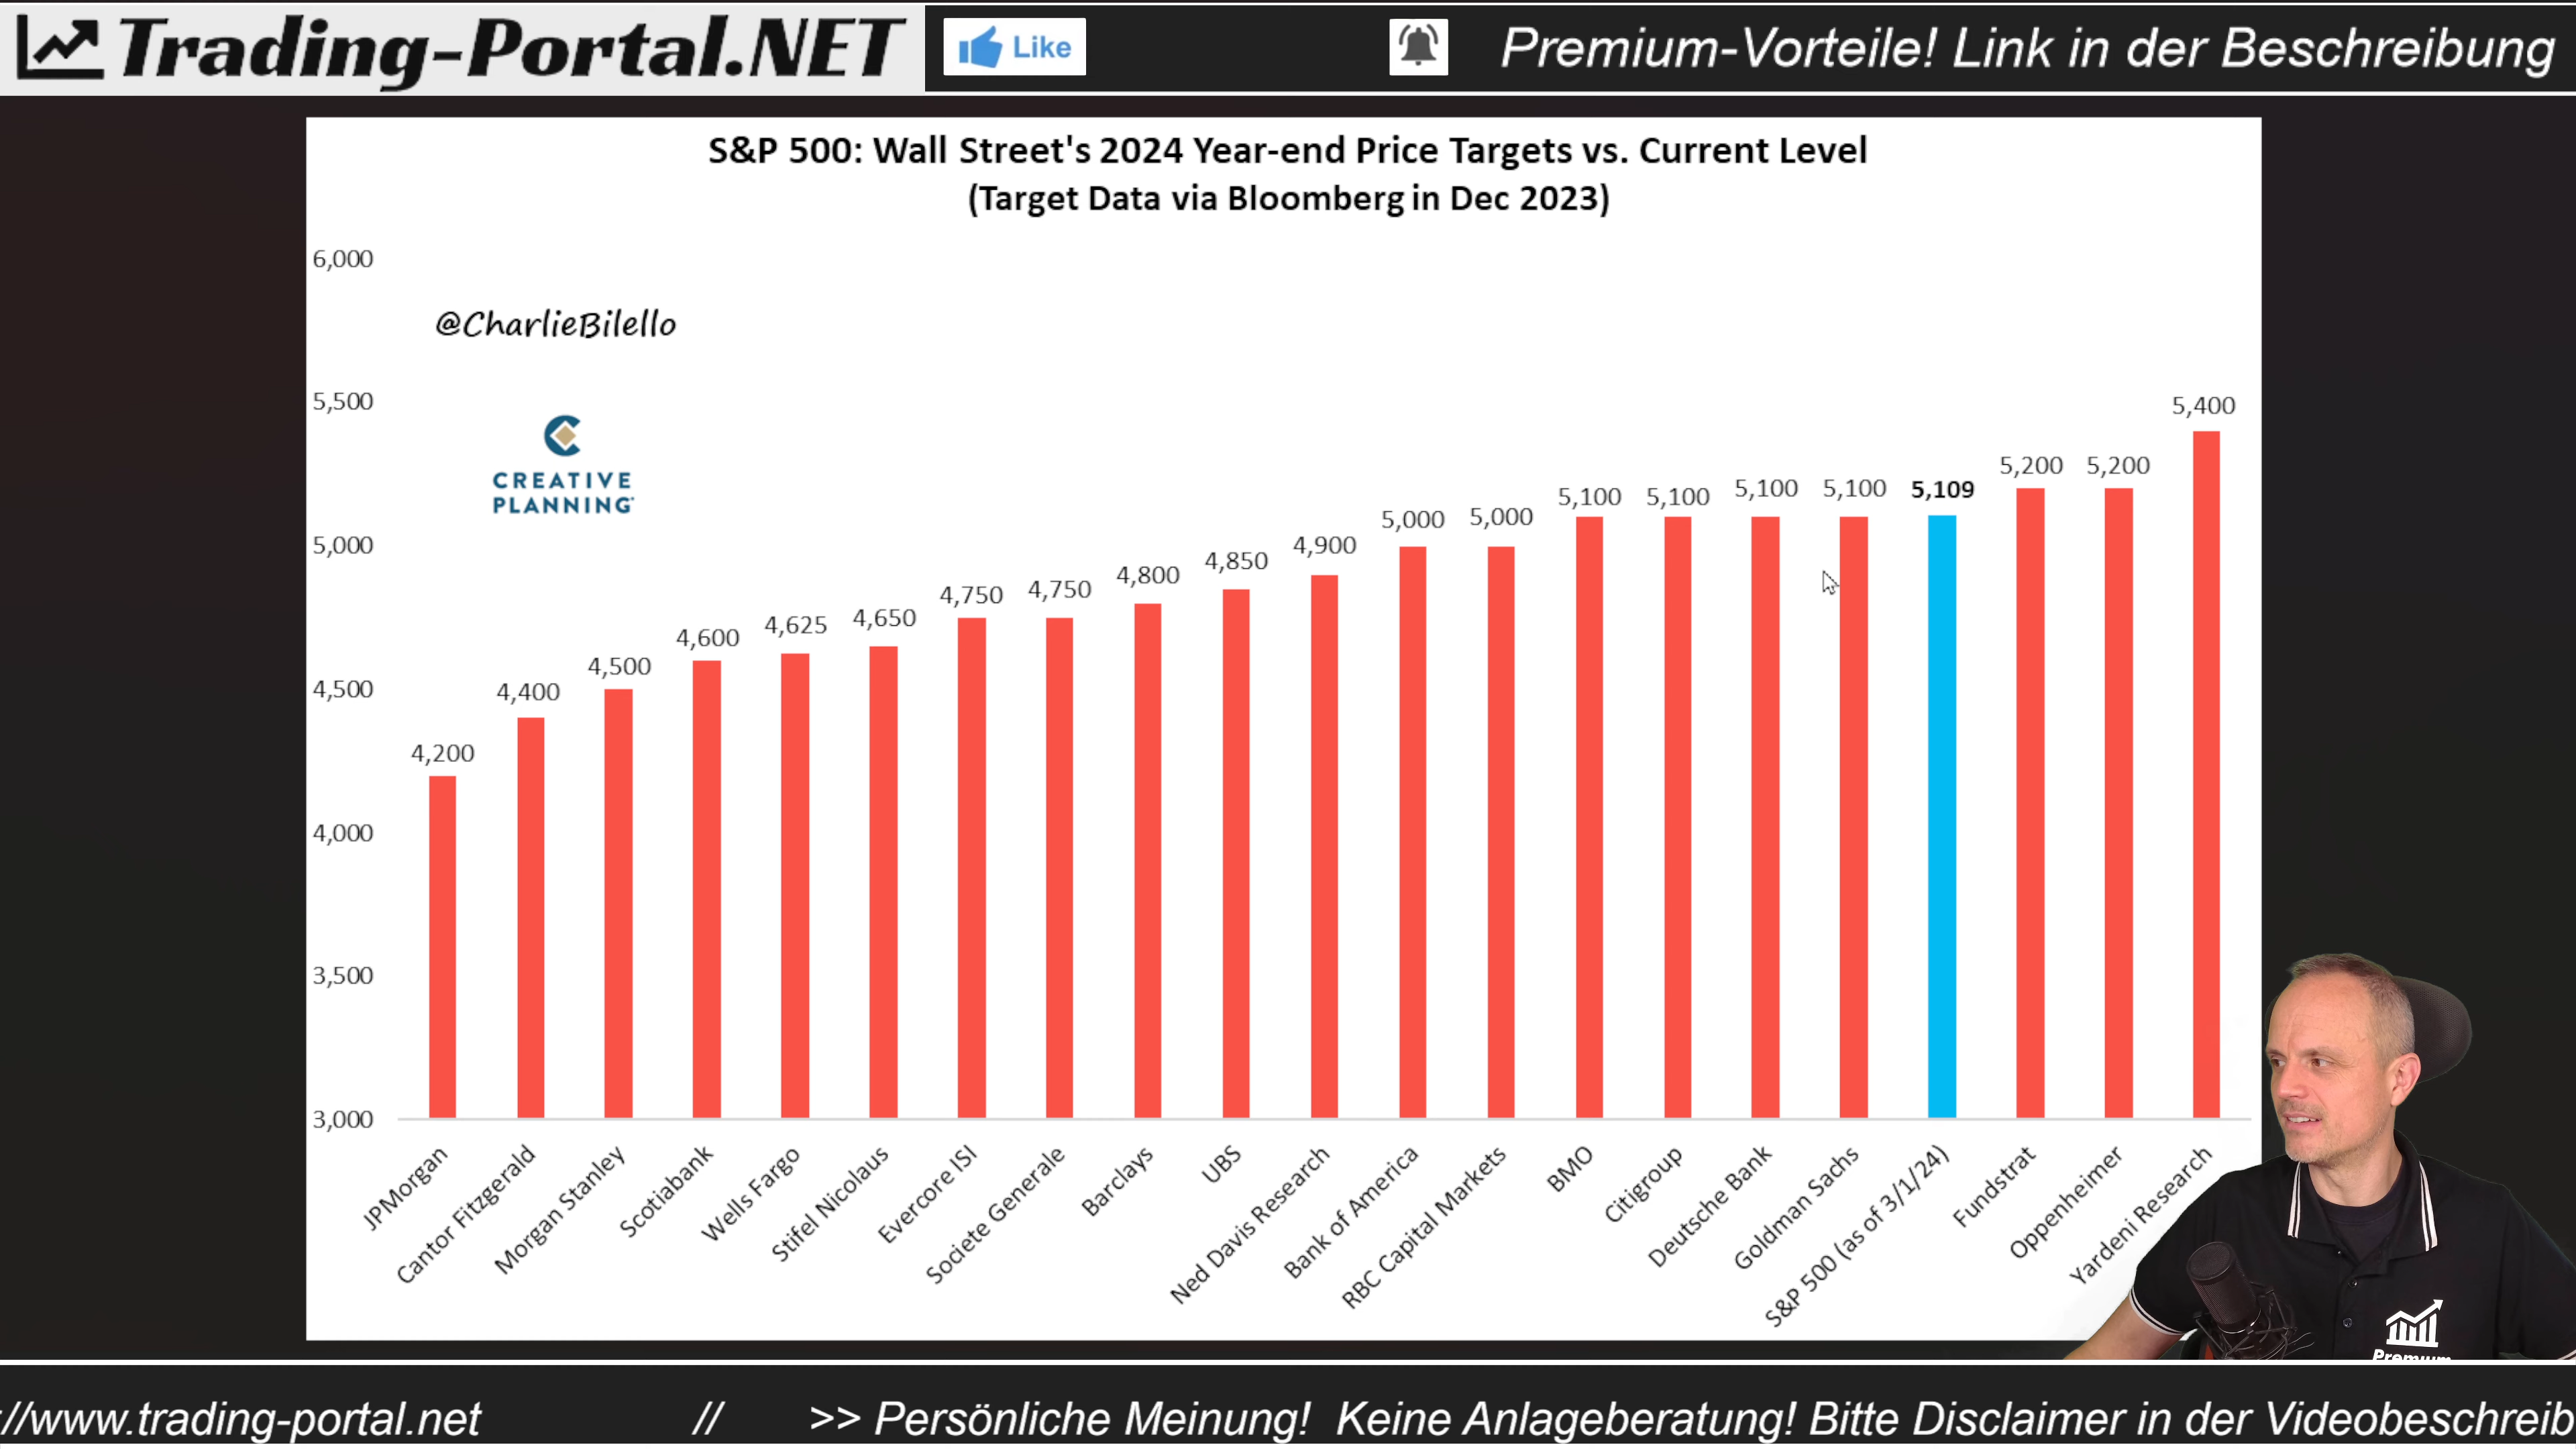 Trading-Portal.NET
Like
Premium-Vorteile! Link in der Beschreibung
S&P 500: Wall Street's 2024 Year-end Price Targets vs. Current Level
(Target Data via Bloomberg in Dec 2023)
@CharlieBilello
CREATIVE
PLANNING
6,000
5,500
5,000
4,500
4,000
3,500
3,000
4,200
4,400
4,500
4,600
4,625
4,650
4,750
4,750
4,800
4,850
4,900
5,000
5,000
5,100
5,100
5,100
5,100
5,109
5,200
5,200
5,400
JPMorgan
Cantor Fitzgerald
Morgan Stanley
Scotiabank
Wells Fargo
Stifel Nicolaus
Evercore ISI
Societe Generale
Barclays
UBS
Ned Davis Research
Bank of America
RBC Capital Markets
BMO
Citigroup
Deutsche Bank
Goldman Sachs
S&P 500 (as of 3/1/24)
Fundstrat
Oppenheimer
Yardeni Research
Premium
://www.trading-portal.net // >> Persönliche Meinung! Keine Anlageberatung! Bitte Disclaimer in der Videobeschreib